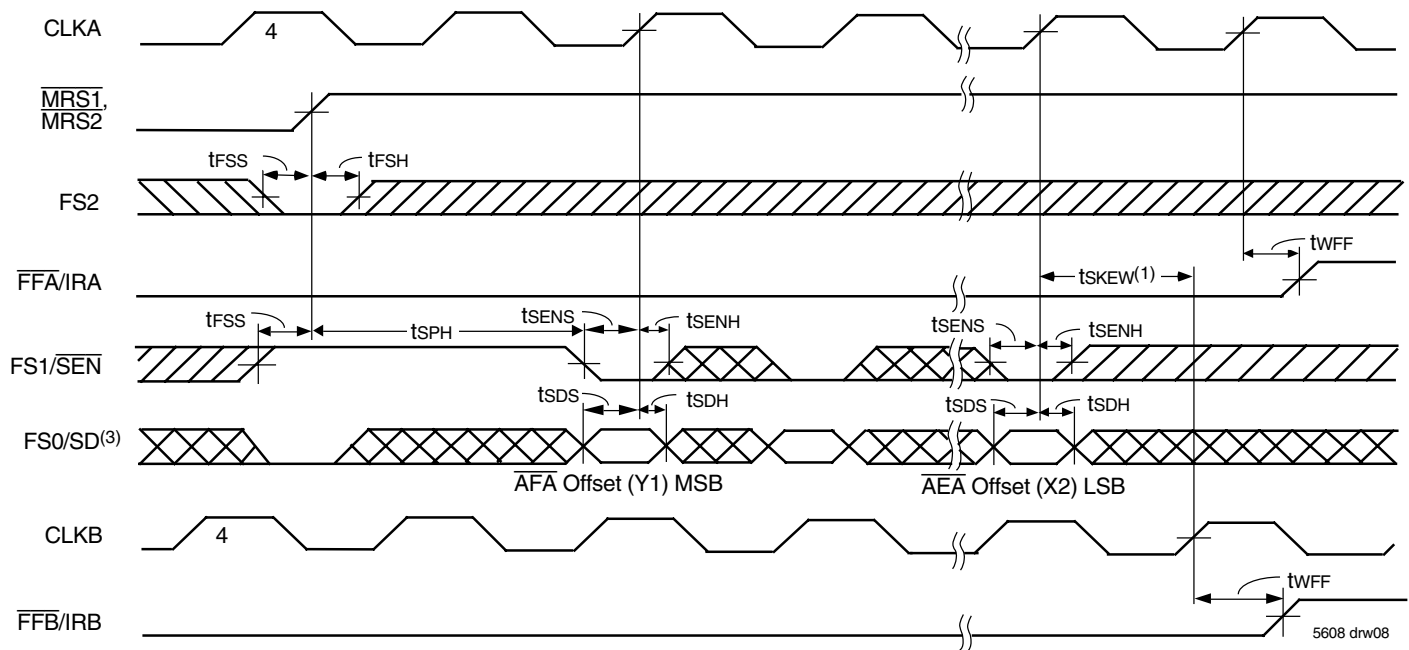 CLKA
4
MRS1,
MRS2
tFSS
tFSH
FS2
tWFF
FFA/IRA
tSKEW(1)
tFSS
tSPH
tSENS
tSENH
tSENS
tSENH
FS1/SEN
tSDS
tSDH
tSDS
tSDH
FS0/SD(3)
AFA Offset (Y1) MSB
AEA Offset (X2) LSB
CLKB
4
tWFF
FFB/IRB
5608 drw08